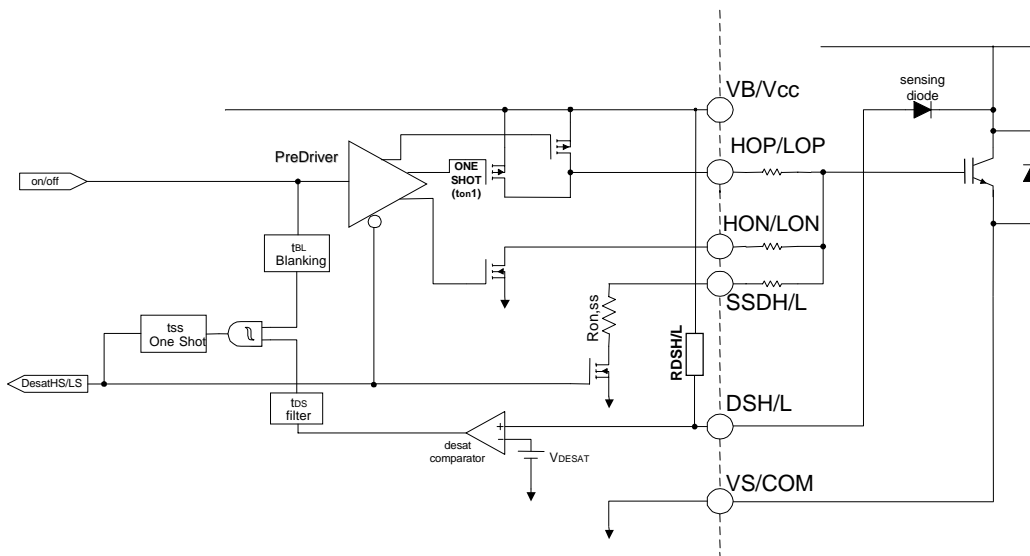 VB/Vcc
sensing
diode
HOP/LOP
PreDriver
ONE
SHOT
(ton1)
on/off
HON/LON
tBL
Blanking
SSDH/L
Ron,ss
tss
One Shot
RDSH/L
DesatHS/LS
tDS
filter
DSH/L
+
-
desat
comparator
VDESAT
VS/COM